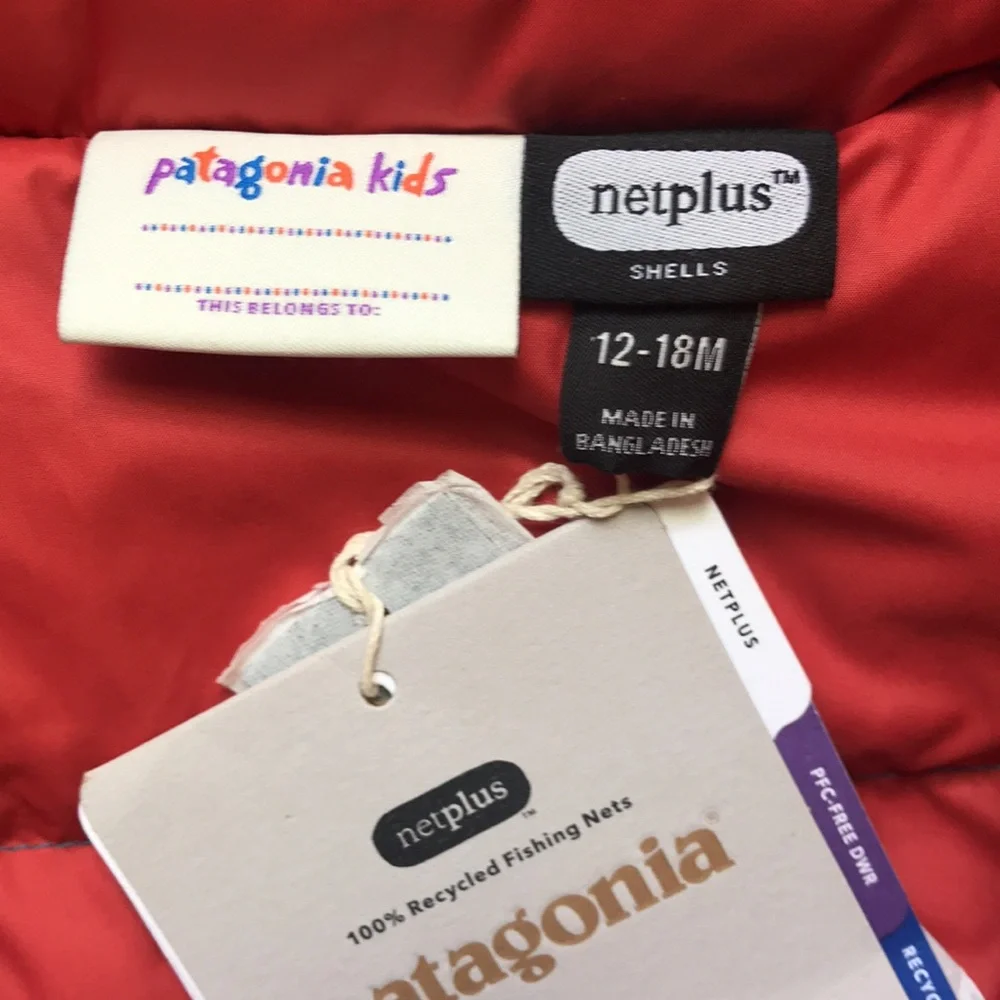 patagonia kids
THIS BELONGS TO:
netplus™
SHELLS
12-18M
MADE IN
BANGLADESH
NETPLUS
PFC-FREE DWR
netplus™
100% Recycled Fishing Nets